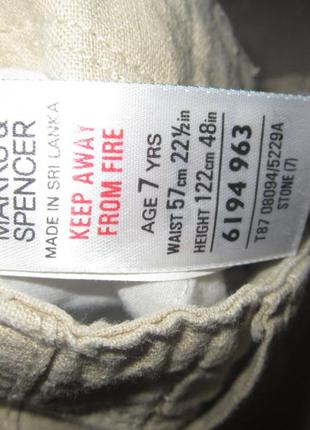 MARKS &
SPENCER
MADE IN SRI LANKA
KEEP AWAY
FROM FIRE
AGE 7 YRS
WAIST 57cm 22½in
HEIGHT 122cm 48in
6194 963
T87 08094/5229A
STONE (7)